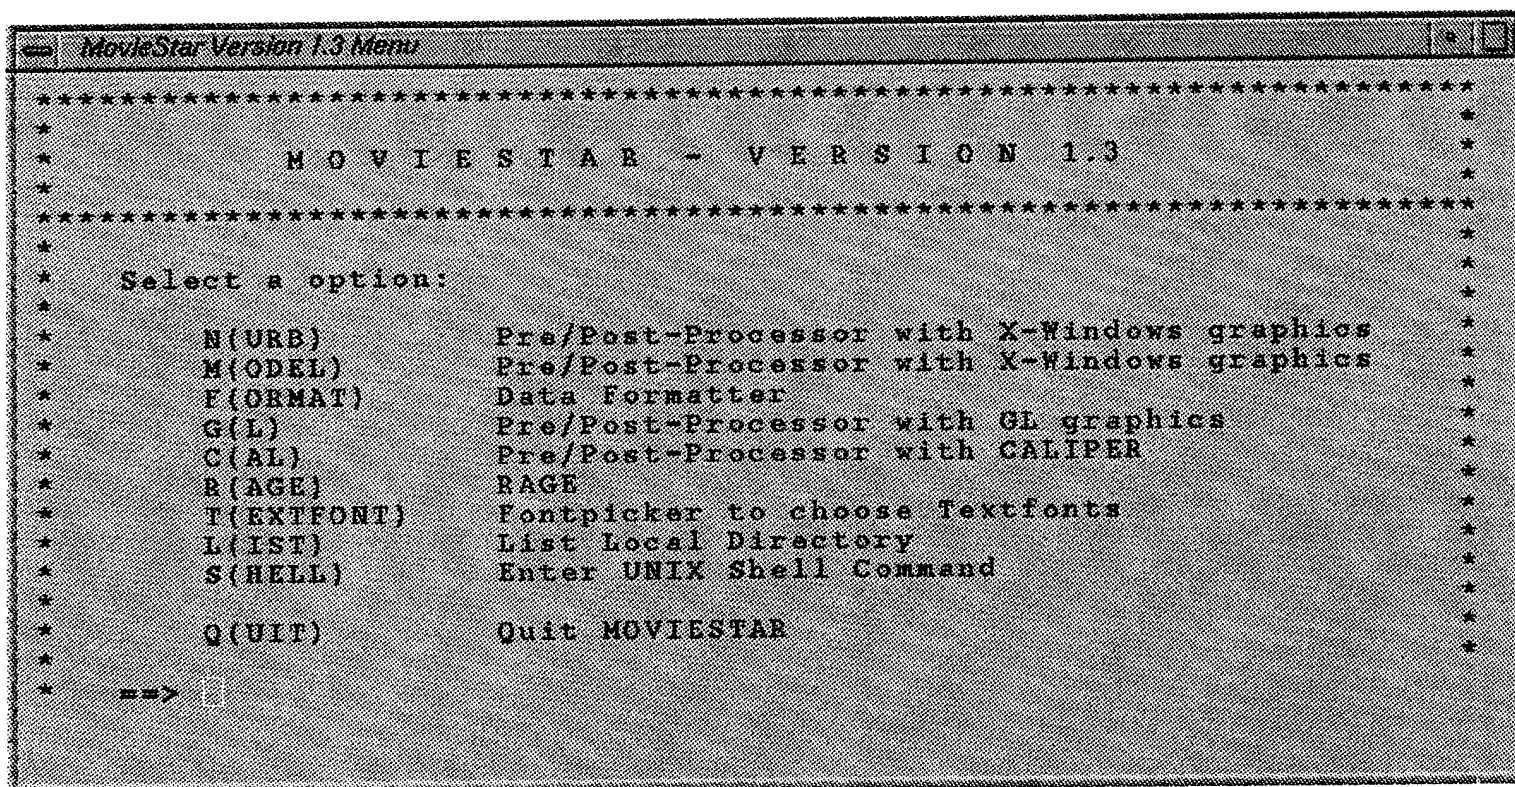 MovieStar Version 1.3 Menu
*********************************************************************
* *
* M O V I E S T A R - V E R S I O N 1.3 *
* *
*********************************************************************
* *
* Select a option: *
* *
* N(URB) Pre/Post-Processor with X-Windows graphics *
* M(ODEL) Pre/Post-Processor with X-Windows graphics *
* F(ORMAT) Data Formatter *
* G(L) Pre/Post-Processor with GL graphics *
* C(AL) Pre/Post-Processor with CALIPER *
* R(AGE) RAGE *
* T(EXTFONT) Fontpicker to choose Textfonts *
* L(IST) List Local Directory *
* S(HELL) Enter UNIX Shell Command *
* *
* Q(UIT) Quit MOVIESTAR *
* *
* ==>